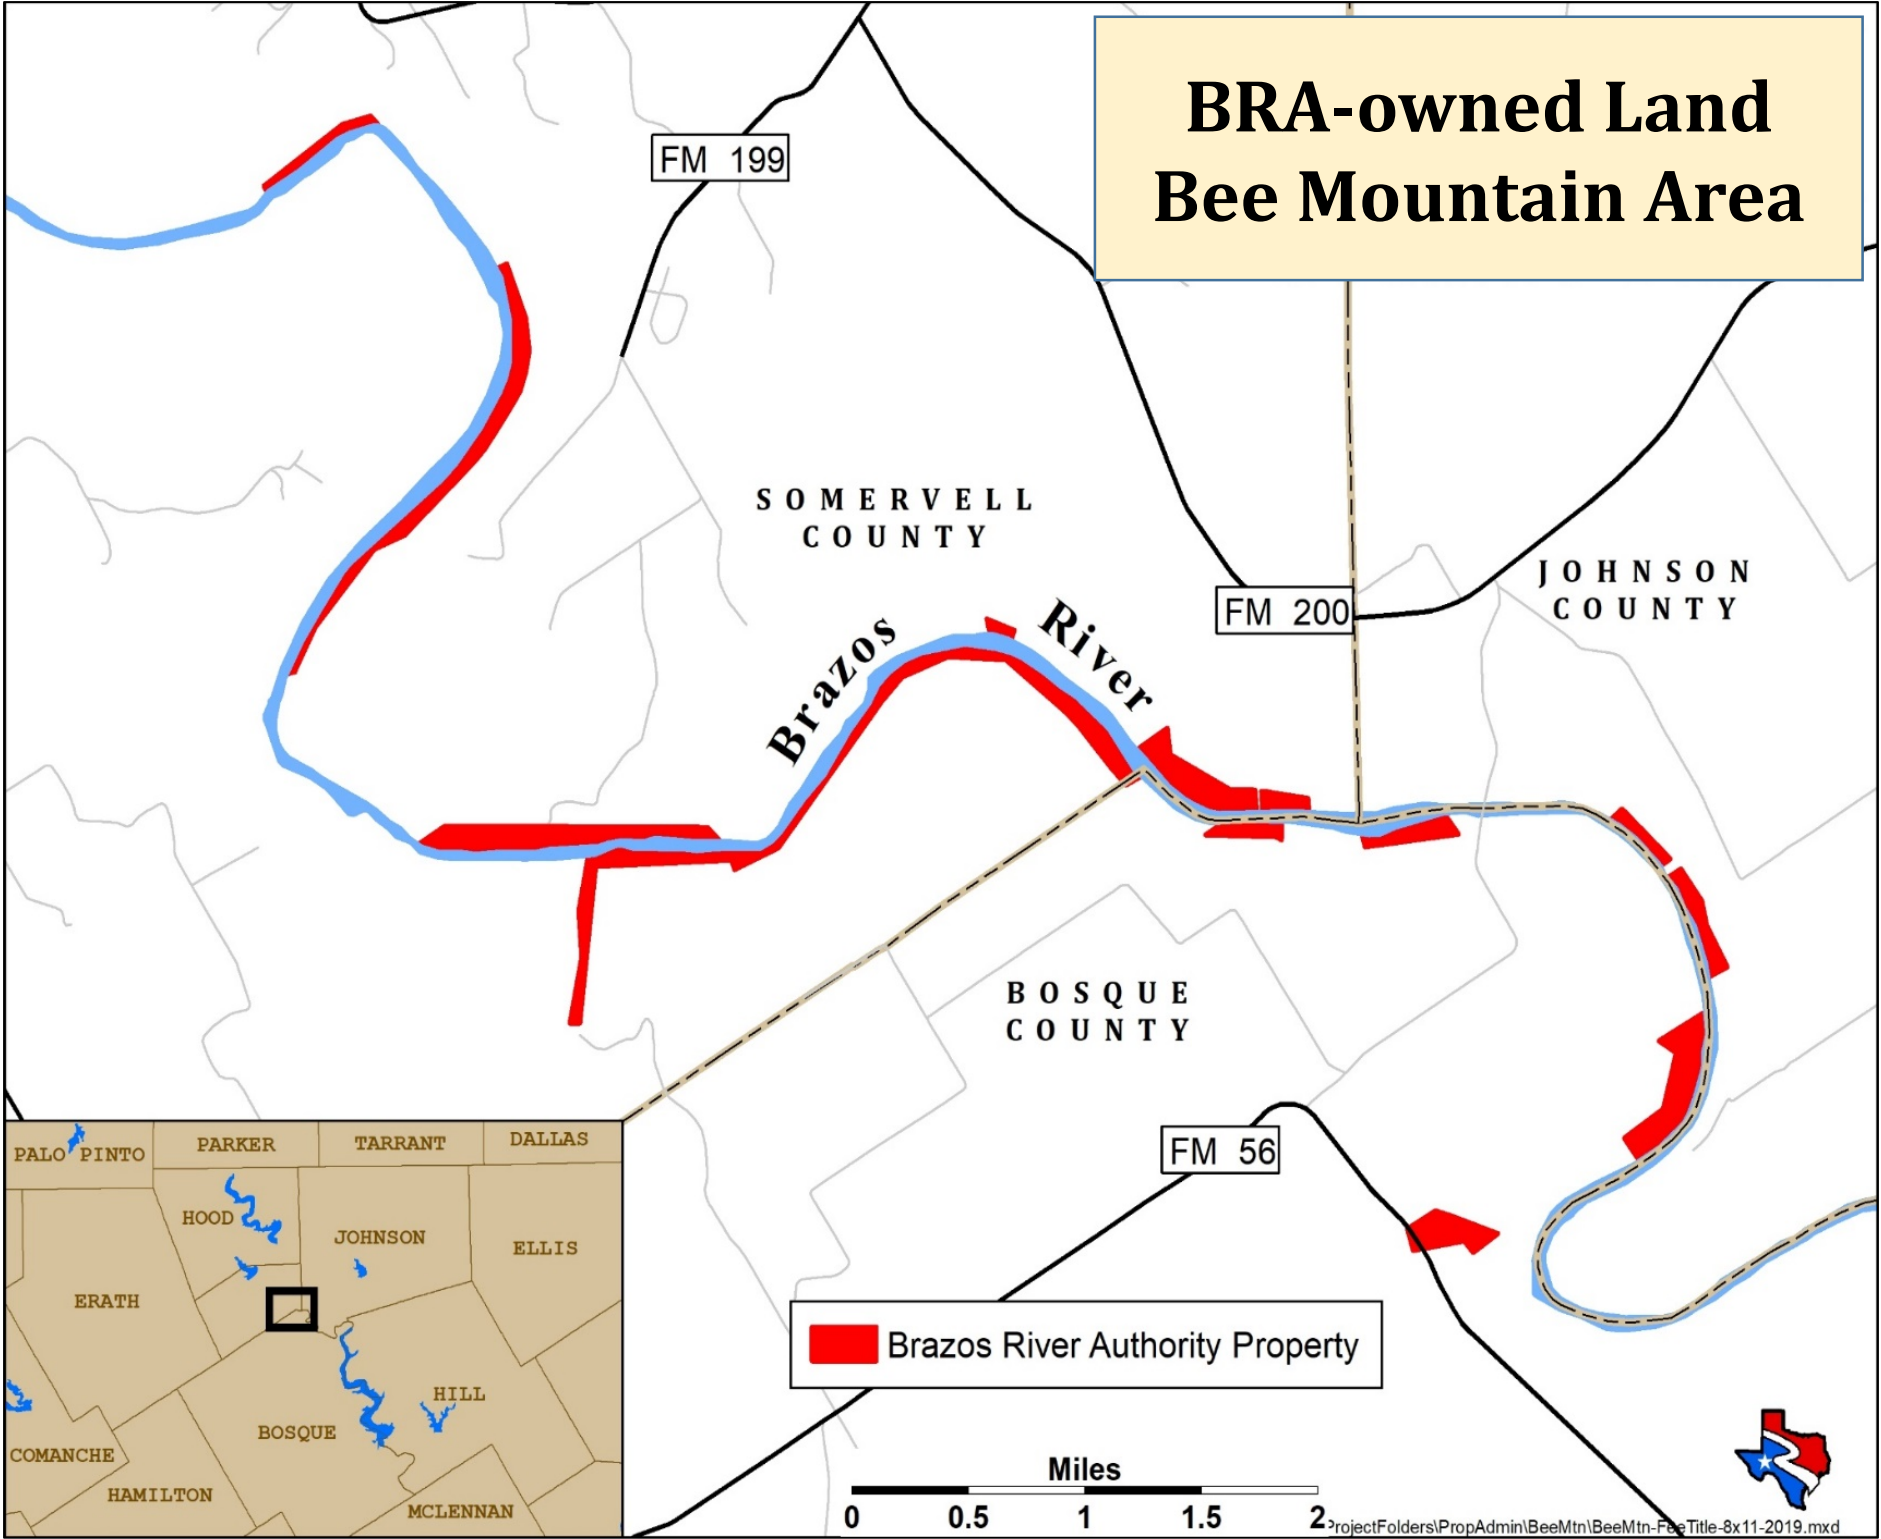 BRA-owned Land
Bee Mountain Area
FM 199
SOMERVELL
COUNTY
JOHNSON
COUNTY
FM 200
Brazos River
BOSQUE
COUNTY
FM 56
PALO PINTO
PARKER
TARRANT
DALLAS
HOOD
JOHNSON
ELLIS
ERATH
HILL
BOSQUE
COMANCHE
HAMILTON
MCLENNAN
Brazos River Authority Property
Miles
0 0.5 1 1.5 2
ProjectFolders\PropAdmin\BeeMtn\BeeMtn-FeeTitle-8x11-2019.mxd